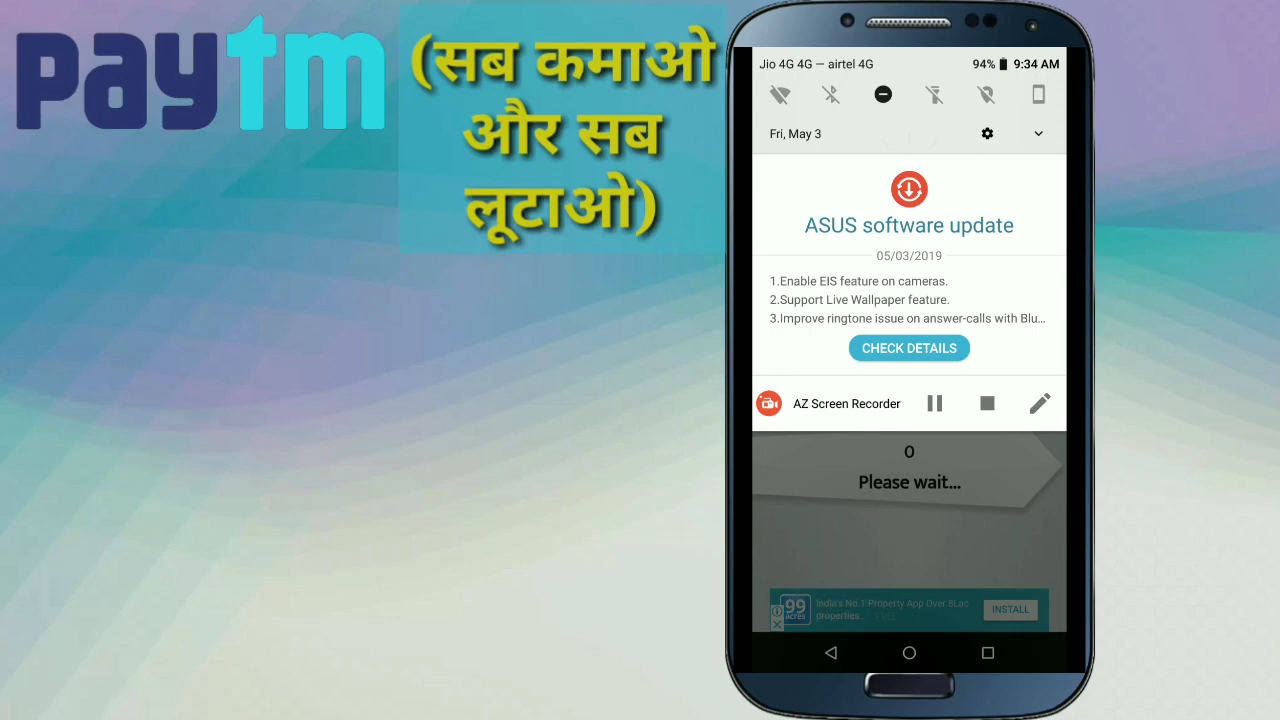 paytm
(सब कमाओ
और सब
लूटाओ)
Jio 4G 4G — airtel 4G 94% 9:34 AM
Fri, May 3
ASUS software update
05/03/2019
1.Enable EIS feature on cameras.
2.Support Live Wallpaper feature.
3.Improve ringtone issue on answer-calls with Blu...
CHECK DETAILS
AZ Screen Recorder
0
Please wait...
99
acres
India's No.1 Property App Over 8Lac
properties.
INSTALL